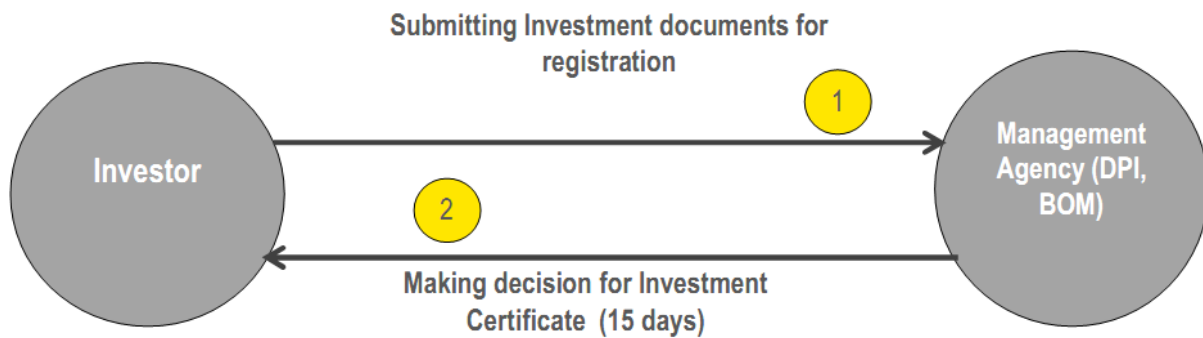 Submitting Investment documents for
registration
1
Investor
Management
Agency (DPI,
BOM)
2
Making decision for Investment
Certificate (15 days)